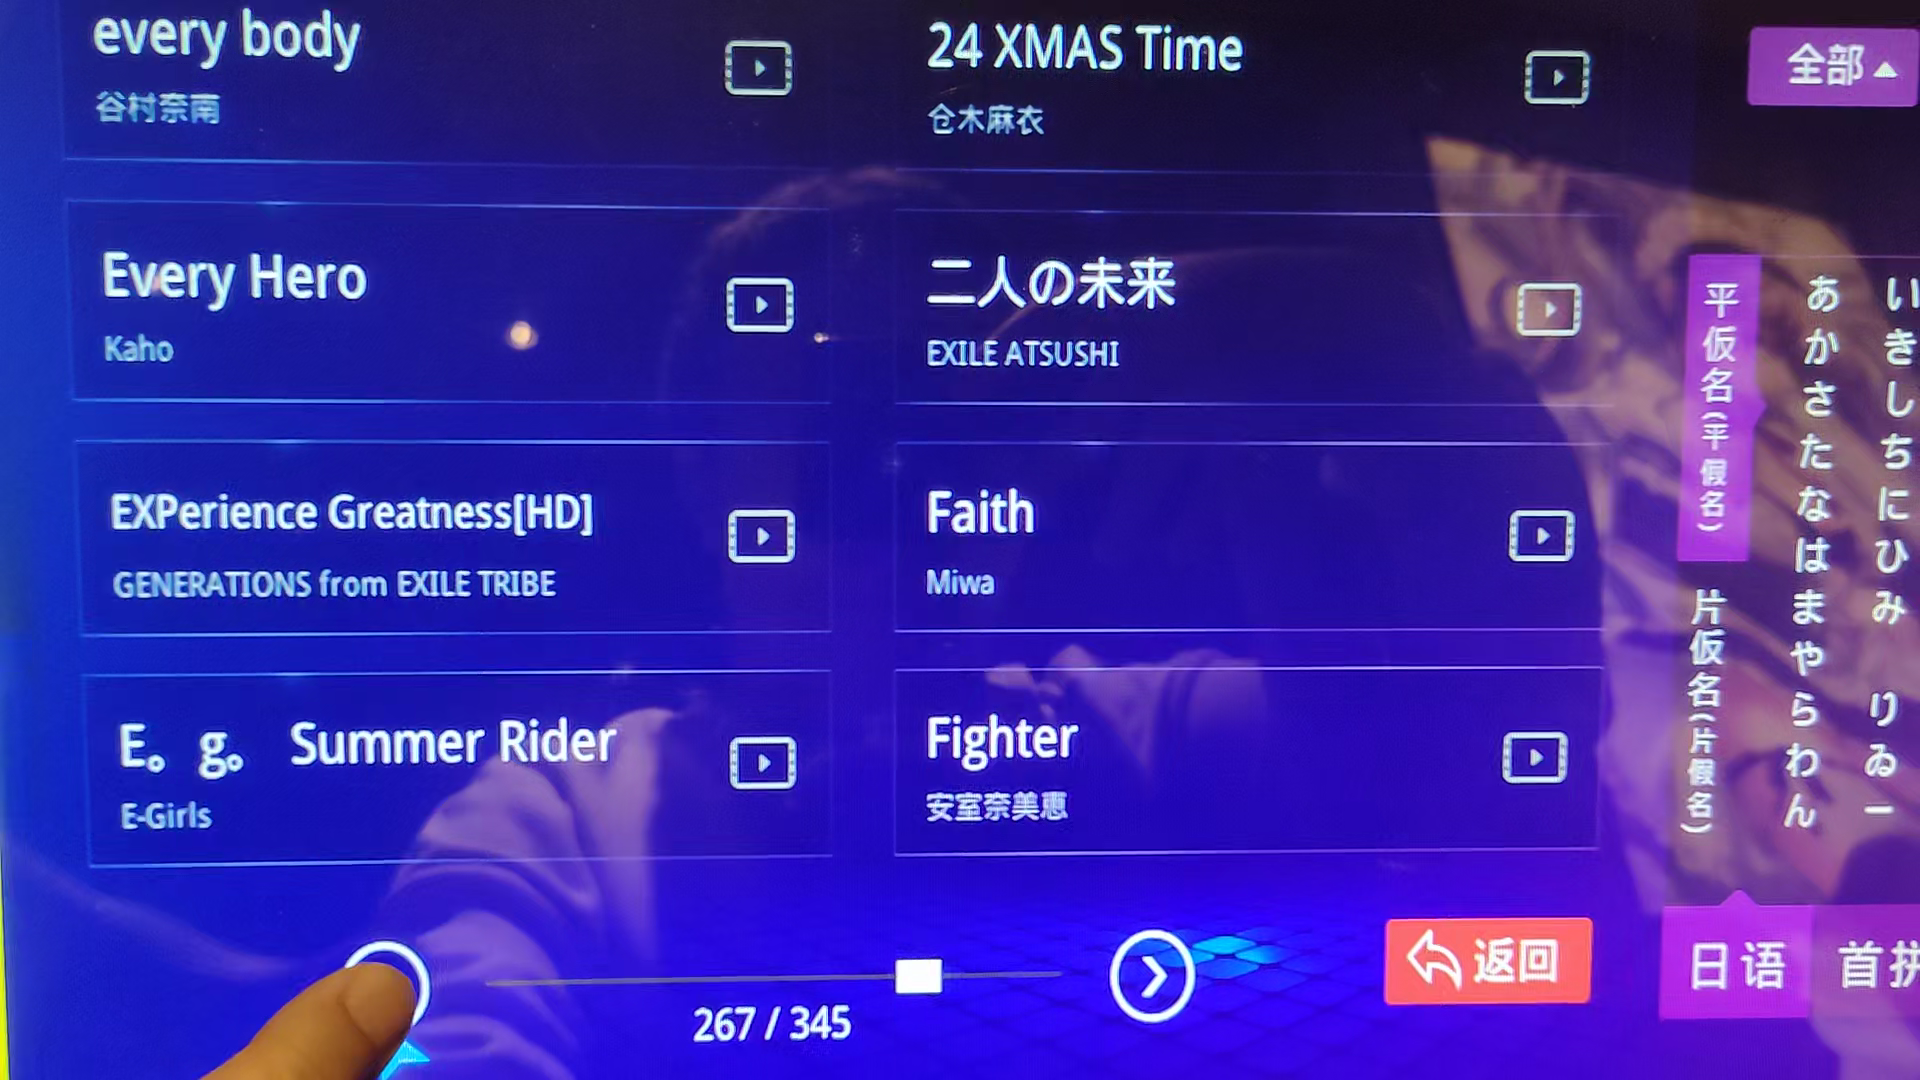 every body
谷村奈南
24 XMAS Time
仓木麻衣
Every Hero
Kaho
二人の未来
EXILE ATSUSHI
EXPerience Greatness[HD]
GENERATIONS from EXILE TRIBE
Faith
Miwa
E。g。 Summer Rider
E-Girls
Fighter
安室奈美惠
267 / 345
返回
全部
平仮名(平假名)
片仮名(片假名)
あかさたなはまやらわん
いきしちにひみ りゐー
日语
首拼